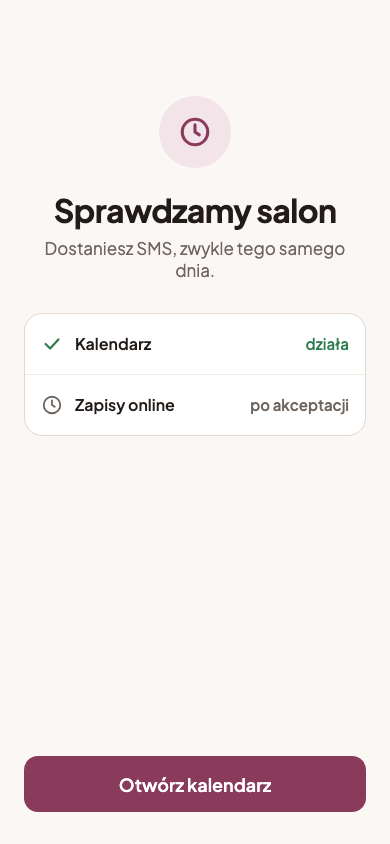 Sprawdzamy salon
Dostaniesz SMS, zwykle tego samego
dnia.
Kalendarz działa
Zapisy online po akceptacji
Otwórz kalendarz